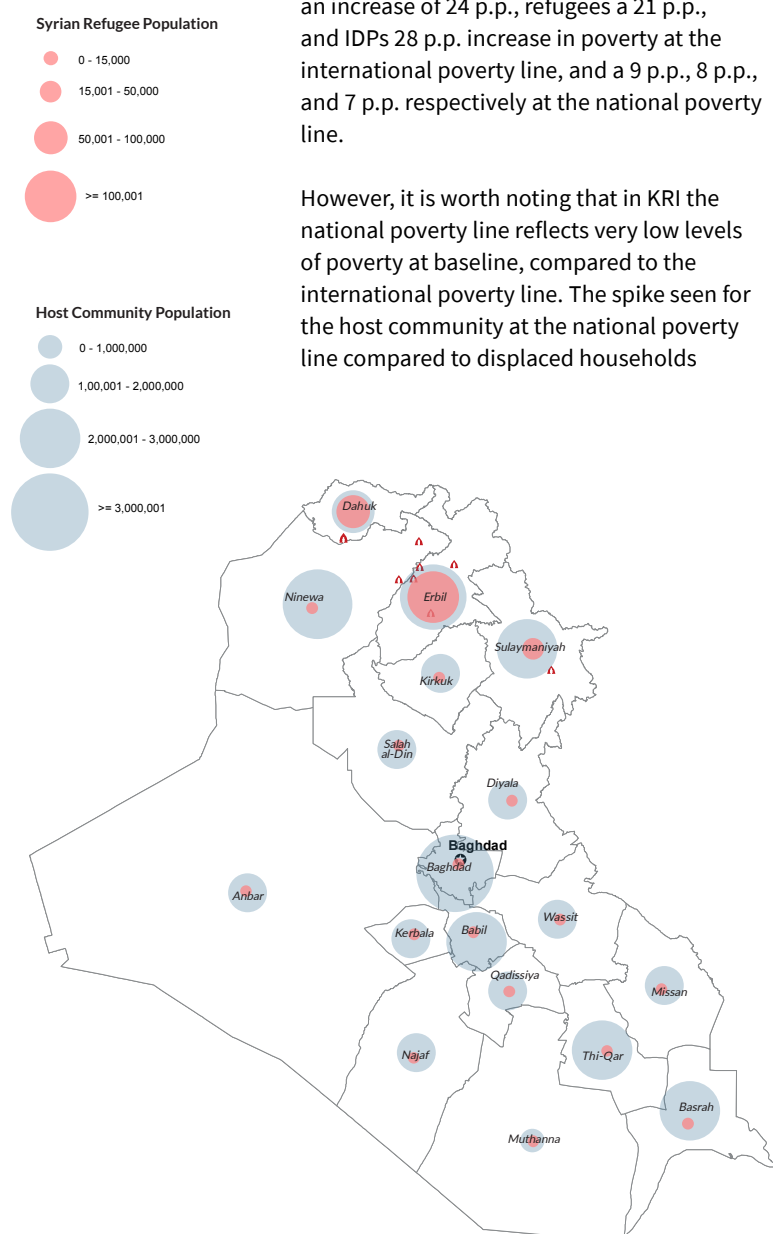 an increase of 24 p.p., refugees a 21 p.p.,
and IDPs 28 p.p. increase in poverty at the
international poverty line, and a 9 p.p., 8 p.p.,
and 7 p.p. respectively at the national poverty
line.
However, it is worth noting that in KRI the
national poverty line reflects very low levels
of poverty at baseline, compared to the
international poverty line. The spike seen for
the host community at the national poverty
line compared to displaced households
Syrian Refugee Population
0 - 15,000
15,001 - 50,000
50,001 - 100,000
>= 100,001
Host Community Population
0 - 1,000,000
1,00,001 - 2,000,000
2,000,001 - 3,000,000
>= 3,000,001
Dahuk
Ninewa
Erbil
Sulaymaniyah
Kirkuk
Salah
al-Din
Diyala
Baghdad
Baghdad
Anbar
Kerbala
Babil
Wassit
Qadissiya
Missan
Najaf
Thi-Qar
Basrah
Muthanna